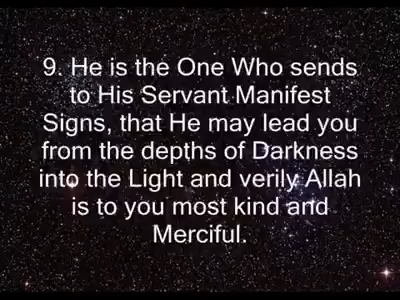 9. He is the One Who sends
to His Servant Manifest
Signs, that He may lead you
from the depths of Darkness
into the Light and verily Allah
is to you most kind and
Merciful.